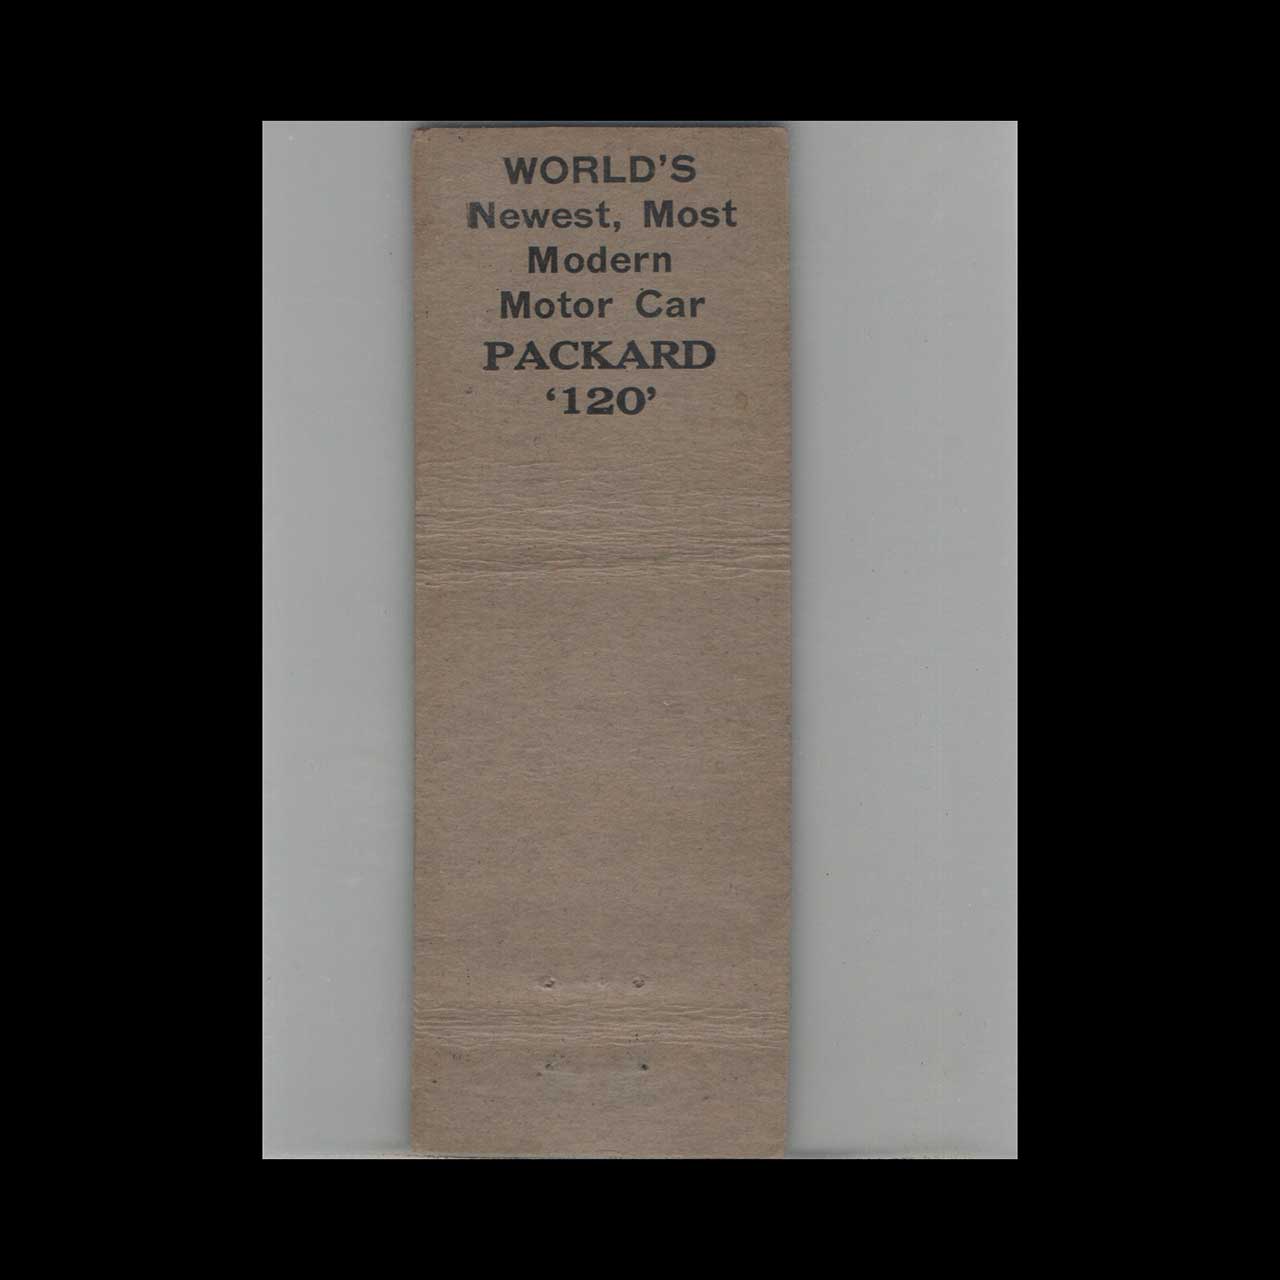 WORLD'S
Newest, Most
Modern
Motor Car
PACKARD
‘120’